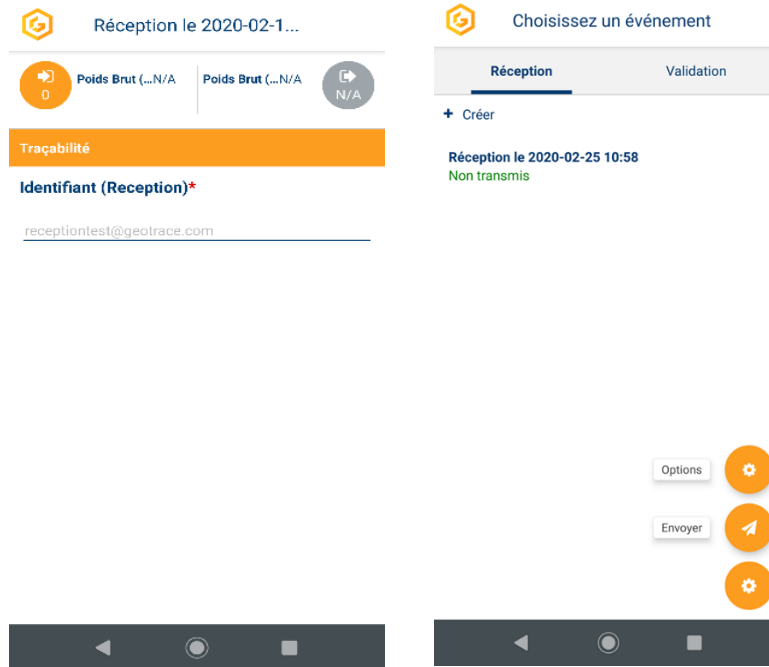 Réception le 2020-02-1...
Poids Brut (...N/A
Poids Brut (...N/A
0
N/A
Traçabilité
Identifiant (Reception)*
receptiontest@geotrace.com
Choisissez un événement
Réception
Validation
+ Créer
Réception le 2020-02-25 10:58
Non transmis
Options
Envoyer